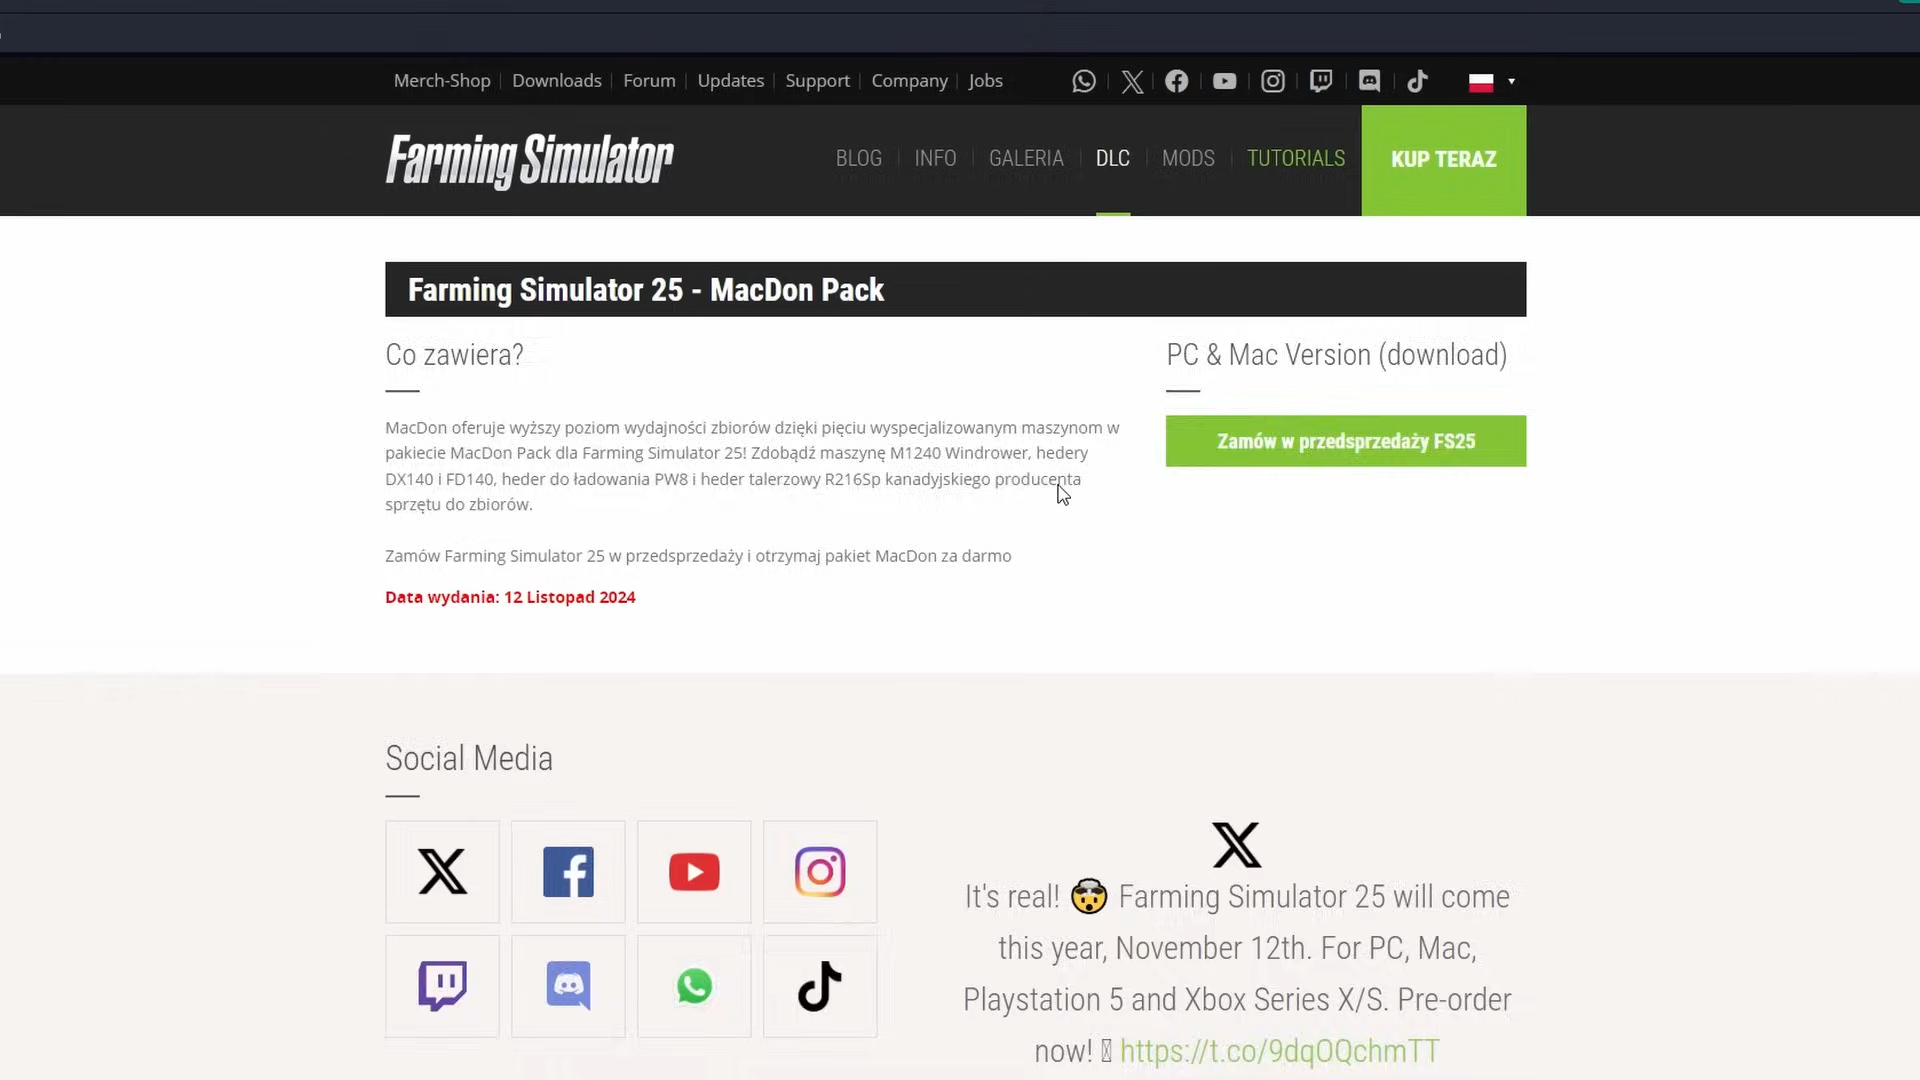 Merch-Shop Downloads Forum Updates Support Company Jobs
Farming Simulator BLOG INFO GALERIA DLC MODS TUTORIALS KUP TERAZ
Farming Simulator 25 - MacDon Pack
Co zawiera?
MacDon oferuje wyższy poziom wydajności zbiorów dzięki pięciu wyspecjalizowanym maszynom w
pakiecie MacDon Pack dla Farming Simulator 25! Zdobądź maszynę M1240 Windrower, hedery
DX140 i FD140, heder do ładowania PW8 i heder talerzowy R216Sp kanadyjskiego producenta
sprzętu do zbiorów.
Zamów Farming Simulator 25 w przedsprzedaży i otrzymaj pakiet MacDon za darmo
Data wydania: 12 Listopad 2024
PC & Mac Version (download)
Zamów w przedsprzedaży FS25
Social Media
It's real! 🤯 Farming Simulator 25 will come
this year, November 12th. For PC, Mac,
Playstation 5 and Xbox Series X/S. Pre-order
now! https://t.co/9dqOQchmTT